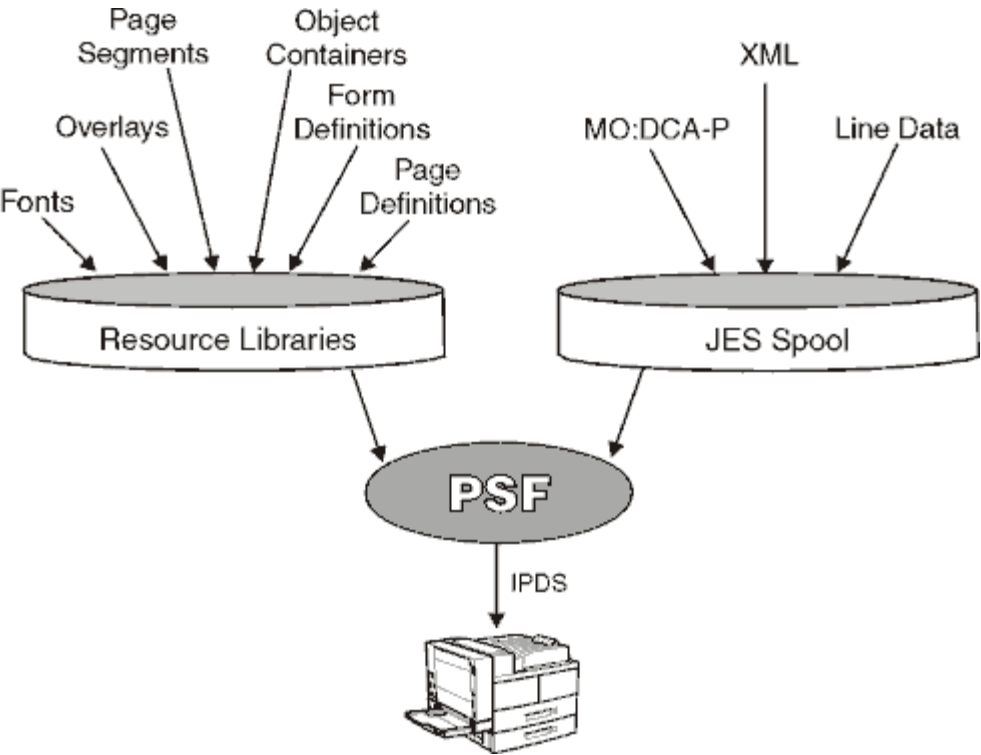 Page
Segments
Object
Containers
XML
Overlays
Form
Definitions
MO:DCA-P
Line Data
Fonts
Page
Definitions
Resource Libraries
JES Spool
PSF
IPDS